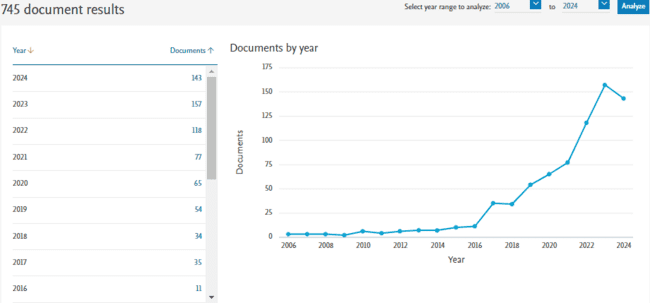 745 document results
Select year range to analyze: 2006 to 2024 Analyze
Year Documents
2024 143
2023 157
2022 118
2021 77
2020 65
2019 54
2018 34
2017 35
2016 11
Documents by year
175
150
125
100
75
50
25
0
Documents
2006 2008 2010 2012 2014 2016 2018 2020 2022 2024
Year